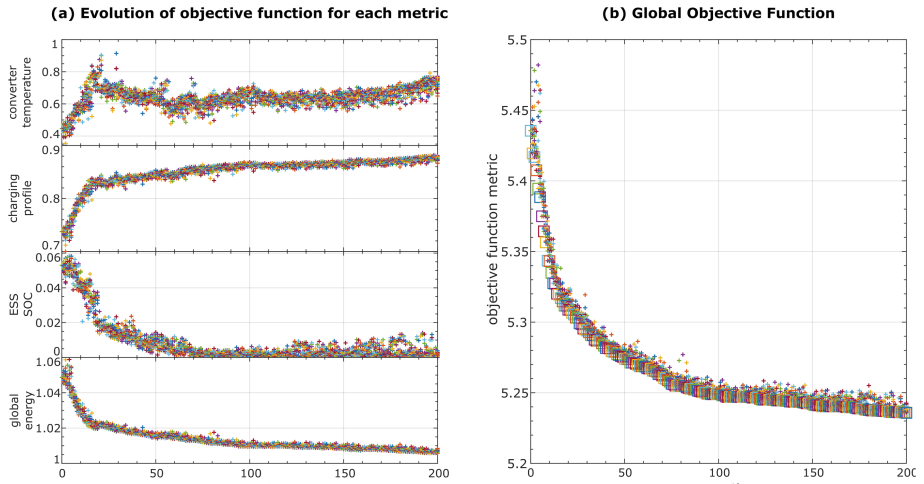 (a) Evolution of objective function for each metric
converter
temperature
1
0.8
0.6
0.4
charging
profile
0.9
0.8
0.7
ESS
SOC
0.06
0.04
0.02
0
global
energy
1.06
1.04
1.02
1
0 50 100 150 200
(b) Global Objective Function
objective function metric
5.5
5.45
5.4
5.35
5.3
5.25
5.2
0 50 100 150 200